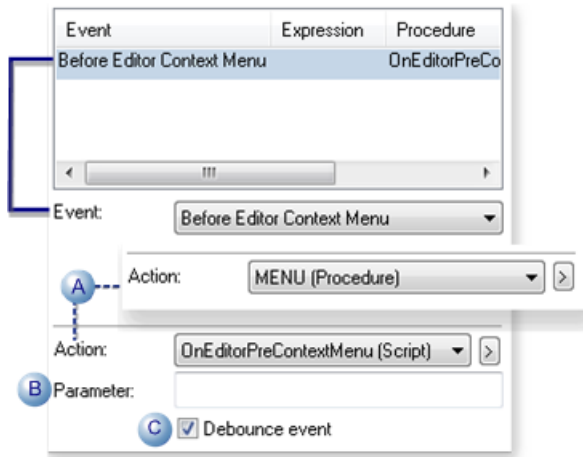 Event Expression Procedure
Before Editor Context Menu OnEditorPreCo
Event: Before Editor Context Menu
Action: MENU (Procedure) >
A
Action: OnEditorPreContextMenu (Script) >
B Parameter:
C Debounce event